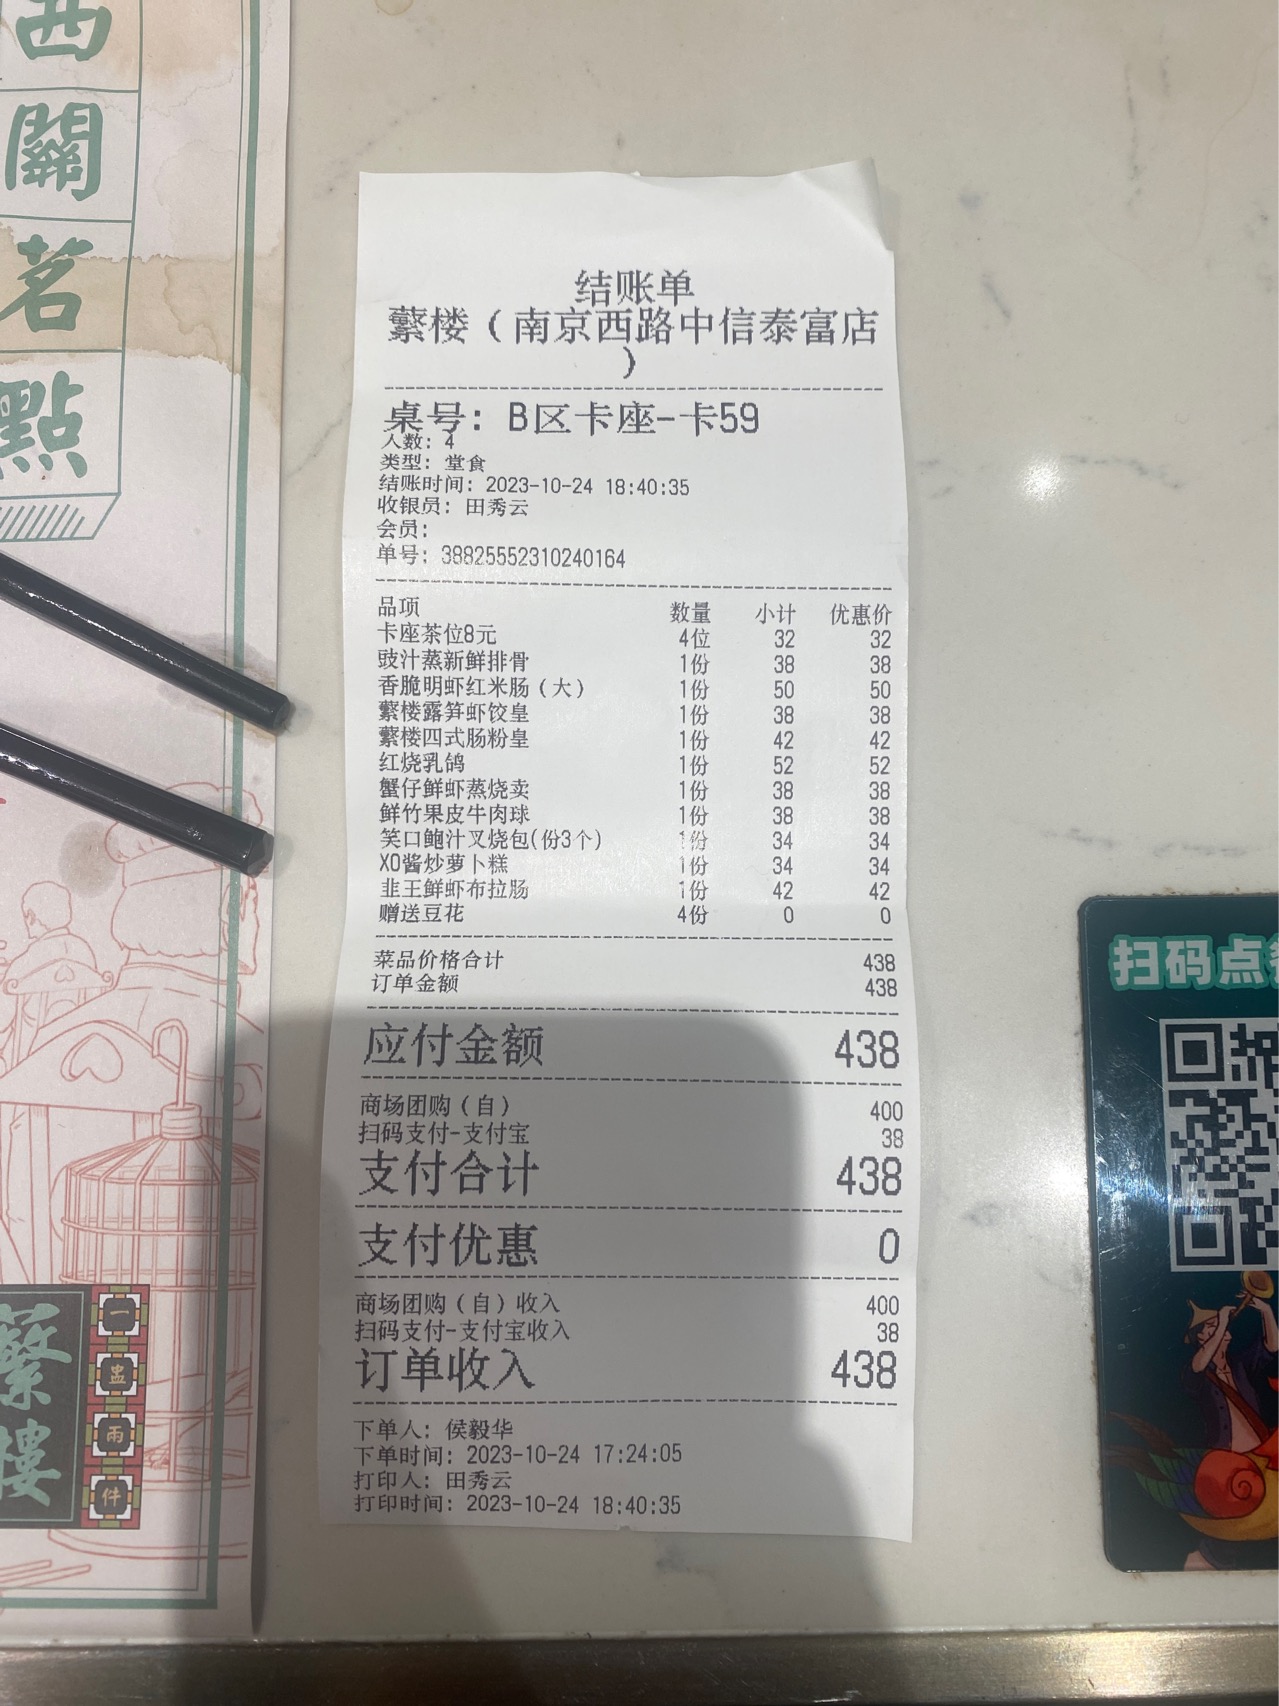 西
關
茗
點
结账单
蘩楼（南京西路中信泰富店
）
桌号: B区卡座-卡59
人数: 4
类型: 堂食
结账时间: 2023-10-24 18:40:35
收银员: 田秀云
会员:
单号: 38825552310240164
品项 数量 小计 优惠价
卡座茶位8元 4位 32 32
豉汁蒸新鲜排骨 1份 38 38
香脆明虾红米肠（大） 1份 50 50
蘩楼露笋虾饺皇 1份 38 38
蘩楼四式肠粉皇 1份 42 42
红烧乳鸽 1份 52 52
蟹仔鲜虾蒸烧卖 1份 38 38
鲜竹果皮牛肉球 1份 38 38
笑口鲍汁叉烧包(份3个) 1份 34 34
XO酱炒萝卜糕 1份 34 34
韭王鲜虾布拉肠 1份 42 42
赠送豆花 4份 0 0
菜品价格合计 438
订单金额 438
应付金额 438
商场团购（自） 400
扫码支付-支付宝 38
支付合计 438
支付优惠 0
商场团购（自）收入 400
扫码支付-支付宝收入 38
订单收入 438
下单人: 侯毅华
下单时间: 2023-10-24 17:24:05
打印人: 田秀云
打印时间: 2023-10-24 18:40:35
蘩樓
一盅兩件
扫码点